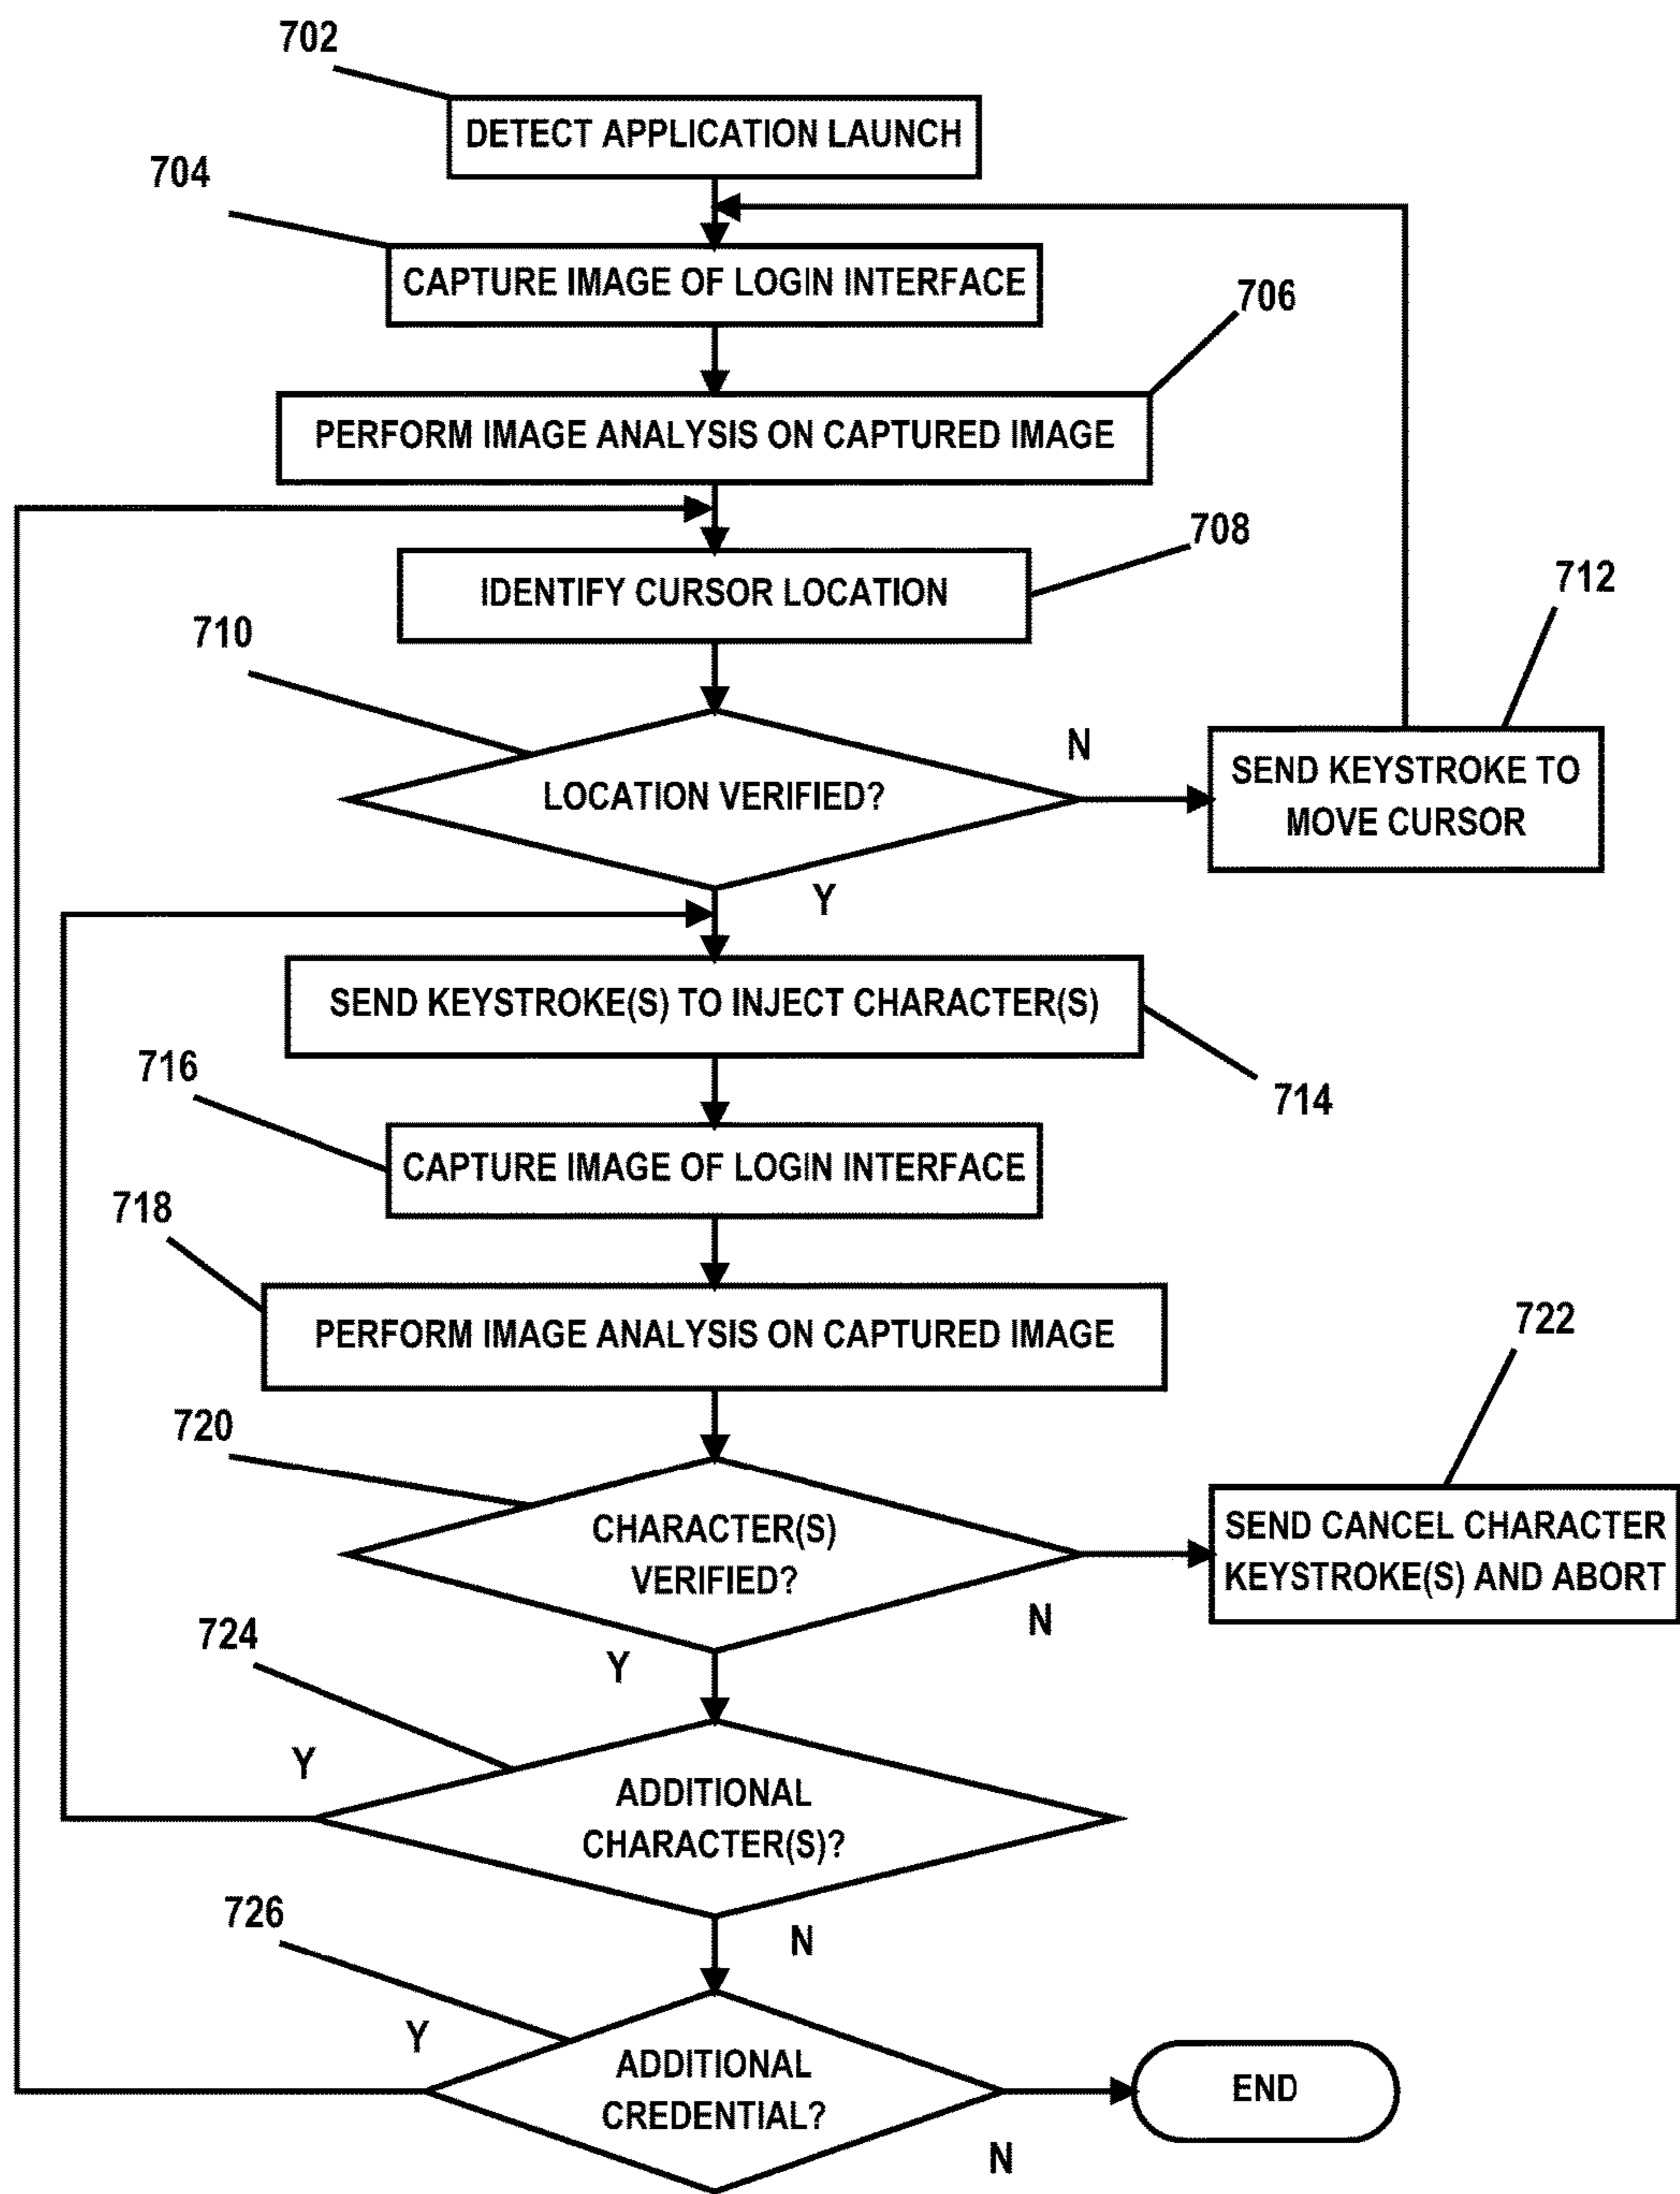 702
DETECT APPLICATION LAUNCH
704
CAPTURE IMAGE OF LOGIN INTERFACE
706
PERFORM IMAGE ANALYSIS ON CAPTURED IMAGE
708
IDENTIFY CURSOR LOCATION
712
710
N
SEND KEYSTROKE TO
MOVE CURSOR
LOCATION VERIFIED?
Y
SEND KEYSTROKE(S) TO INJECT CHARACTER(S)
716
714
CAPTURE IMAGE OF LOGIN INTERFACE
718
PERFORM IMAGE ANALYSIS ON CAPTURED IMAGE
722
720
CHARACTER(S)
VERIFIED?
SEND CANCEL CHARACTER
KEYSTROKE(S) AND ABORT
N
724
Y
Y
ADDITIONAL
CHARACTER(S)?
726
N
Y
ADDITIONAL
CREDENTIAL?
END
N